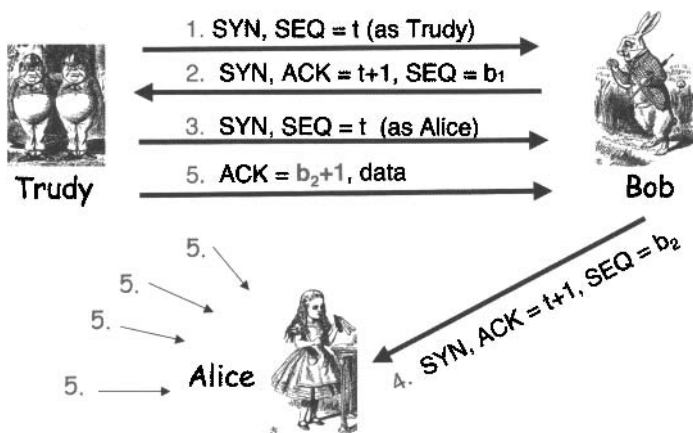 1. SYN, SEQ = t (as Trudy)
2. SYN, ACK = t+1, SEQ = b₁
3. SYN, SEQ = t (as Alice)
5. ACK = b₂+1, data
Trudy
Bob
4. SYN, ACK = t+1, SEQ = b₂
5.
5.
5.
5.
Alice